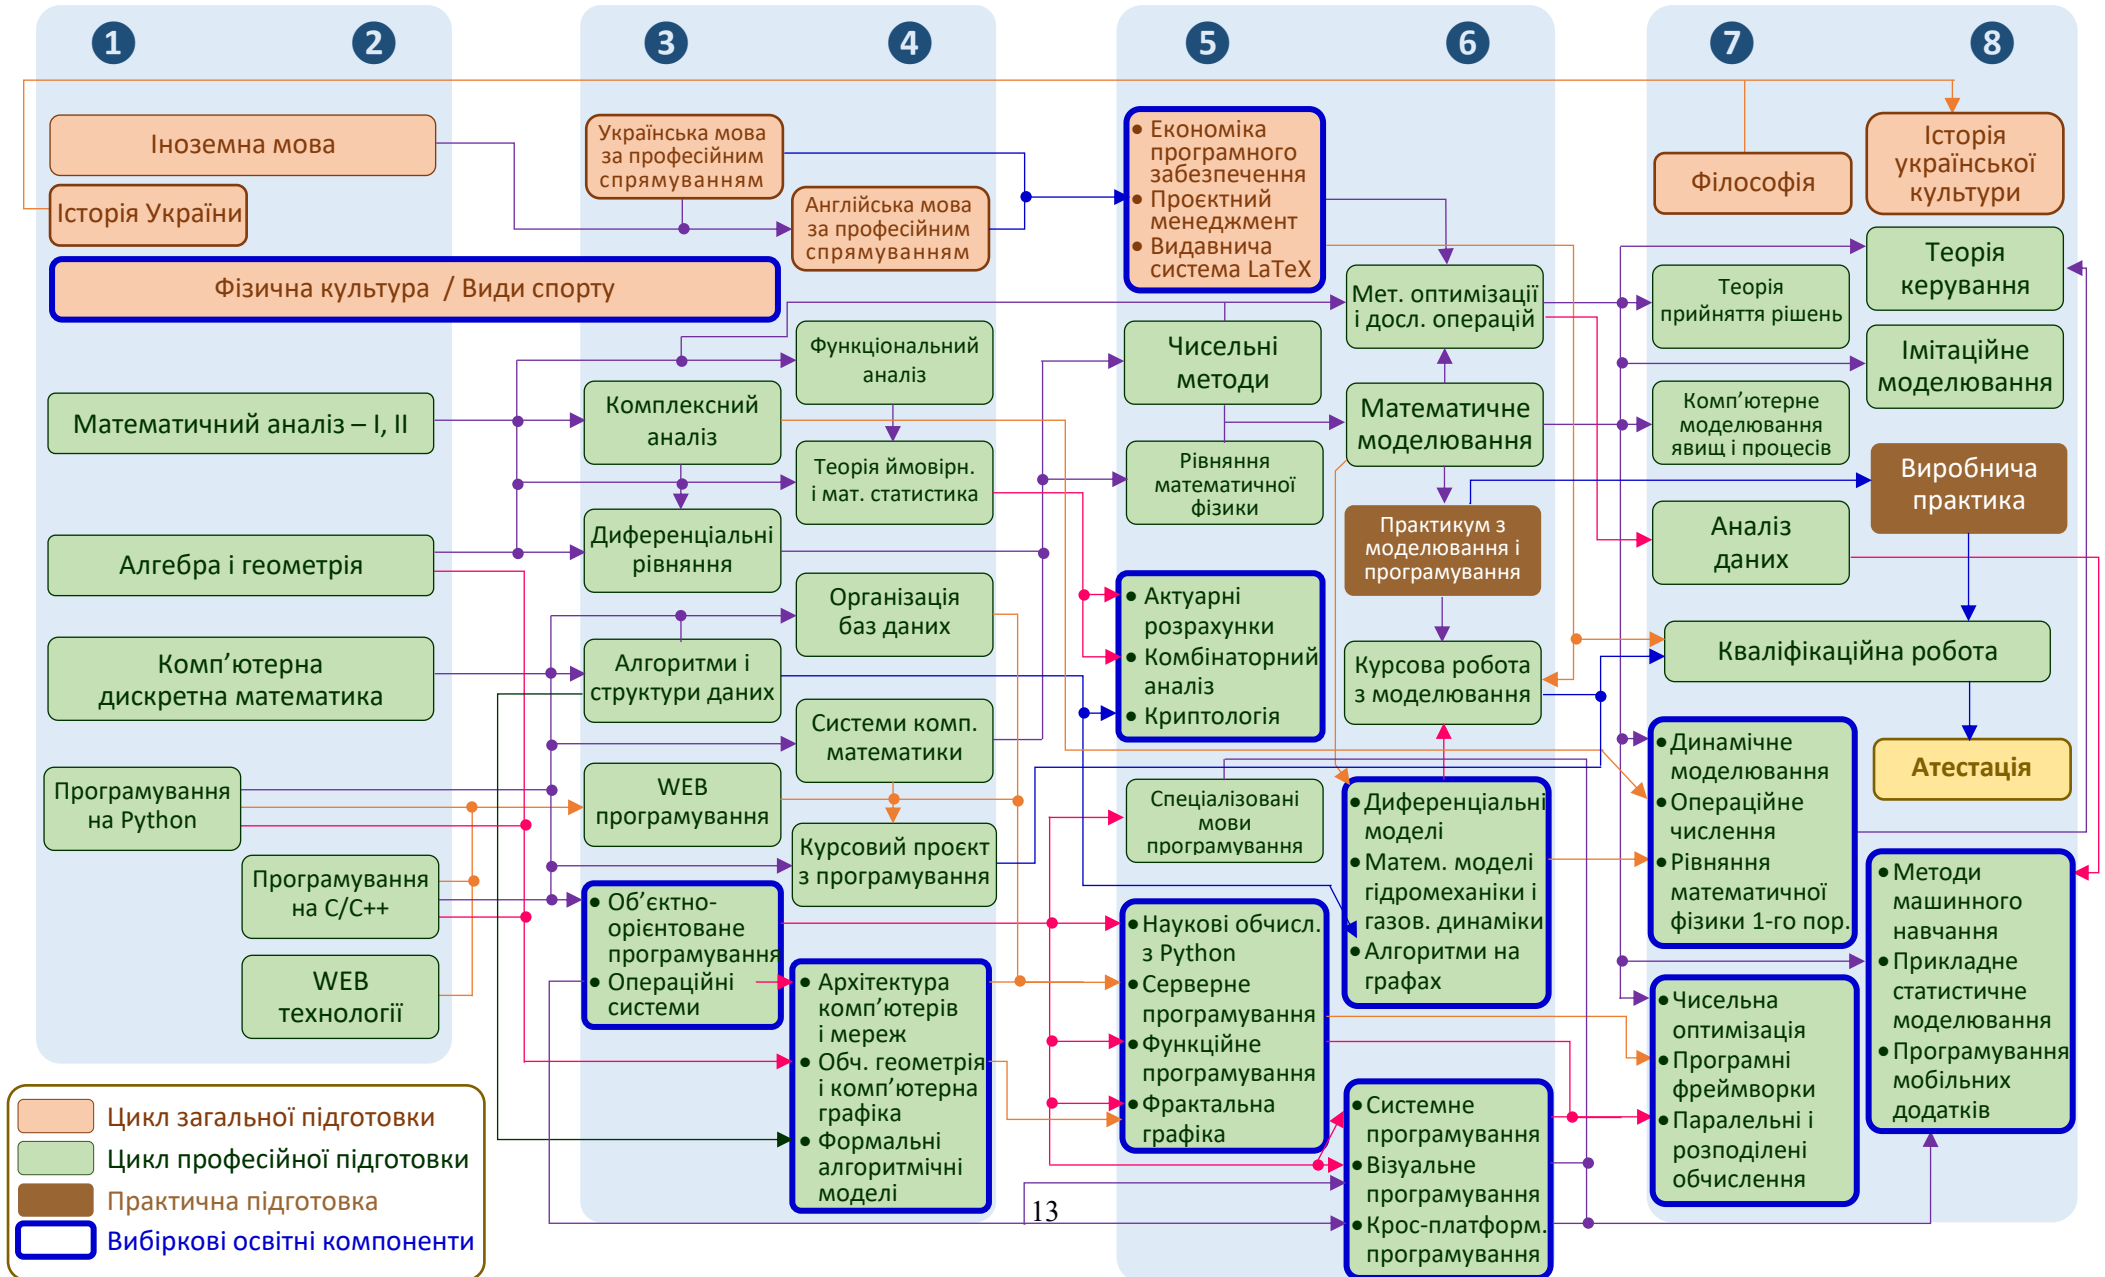 1
2
3
4
5
6
7
8
Іноземна мова
Історія України
Фізична культура / Види спорту
Математичний аналіз – І, ІІ
Алгебра і геометрія
Комп’ютерна
дискретна математика
Програмування
на Python
Програмування
на C/C++
WEB
технології
Українська мова
за професійним
спрямуванням
Англійська мова
за професійним
спрямуванням
Функціональний
аналіз
Комплексний
аналіз
Теорія ймовірн.
і мат. статистика
Диференціальні
рівняння
Організація
баз даних
Алгоритми і
структури даних
Системи комп.
математики
WEB
програмування
Курсовий проєкт
з програмування
• Об’єктно-
орієнтоване
програмування
• Операційні
системи
• Архітектура
комп’ютерів
і мереж
• Обч. геометрія
і комп’ютерна
графіка
• Формальні
алгоритмічні
моделі
• Економіка
програмного
забезпечення
• Проєктний
менеджмент
• Видавнича
система LaTeX
Чисельні
методи
Рівняння
математичної
фізики
• Актуарні
розрахунки
• Комбінаторний
аналіз
• Криптологія
Спеціалізовані
мови
програмування
• Наукові обчисл.
з Python
• Серверне
програмування
• Функційне
програмування
• Фрактальна
графіка
Мет. оптимізації
і досл. операцій
Математичне
моделювання
Практикум з
моделювання і
програмування
Курсова робота
з моделювання
• Диференціальні
моделі
• Матем. моделі
гідромеханіки і
газов. динаміки
• Алгоритми на
графах
• Системне
програмування
• Візуальне
програмування
• Крос-платформ.
програмування
Філософія
Історія
української
культури
Теорія
керування
Теорія
прийняття рішень
Імітаційне
моделювання
Комп’ютерне
моделювання
явищ і процесів
Виробнича
практика
Аналіз
даних
Кваліфікаційна робота
Атестація
• Динамічне
моделювання
• Операційне
числення
• Рівняння
математичної
фізики 1-го пор.
• Методи
машинного
навчання
• Прикладне
статистичне
моделювання
• Програмування
мобільних
додатків
• Чисельна
оптимізація
• Програмні
фреймворки
• Паралельні і
розподілені
обчислення
Цикл загальної підготовки
Цикл професійної підготовки
Практична підготовка
Вибіркові освітні компоненти
13